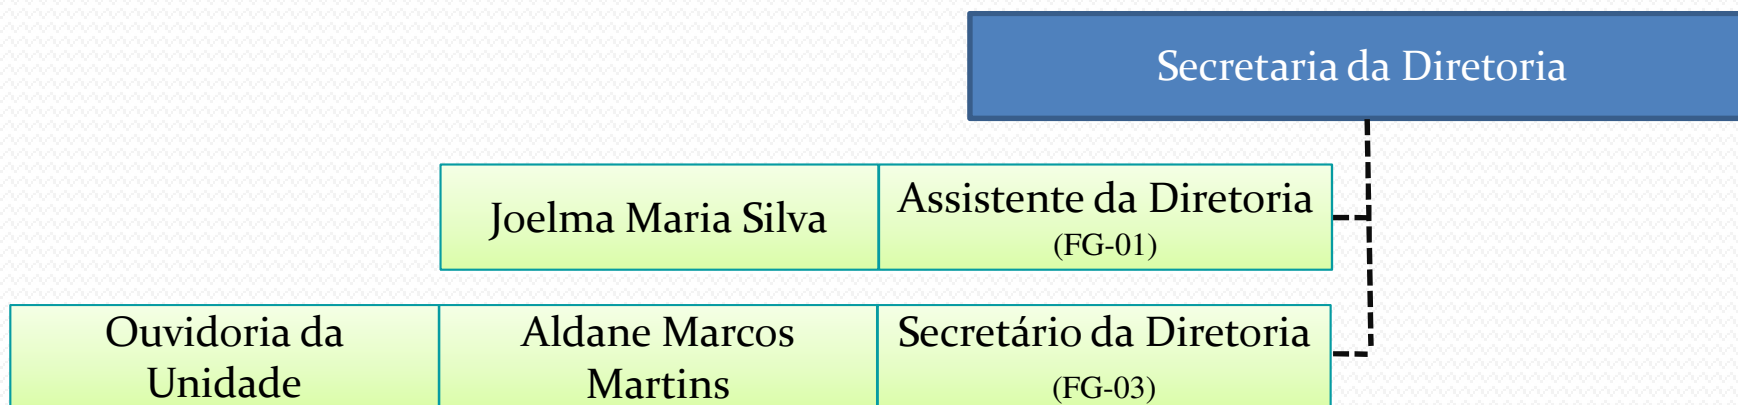 Secretaria da Diretoria
Joelma Maria Silva
Assistente da Diretoria
(FG-01)
Ouvidoria da
Unidade
Aldane Marcos
Martins
Secretário da Diretoria
(FG-03)